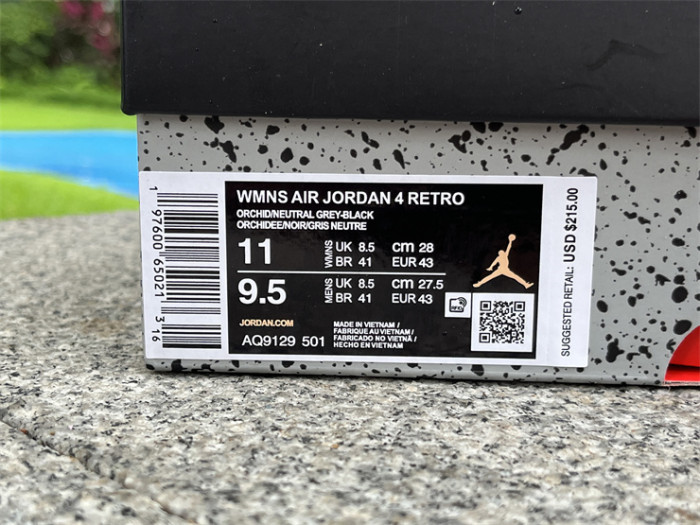 WMNS AIR JORDAN 4 RETRO
ORCHID/NEUTRAL GREY-BLACK
ORCHIDEE/NOIR/GRIS NEUTRE
11 WMNS UK 8.5 cm 28
BR 41 EUR 43
9.5 MENS UK 8.5 cm 27.5
BR 41 EUR 43
JORDAN.COM
AQ9129 501
MADE IN VIETNAM /
FABRIQUE AU VIETNAM /
FABRICADO NO VIETNÃ /
HECHO EN VIETNAM
1 97600 65021 3 16
SUGGESTED RETAIL: USD $215.00